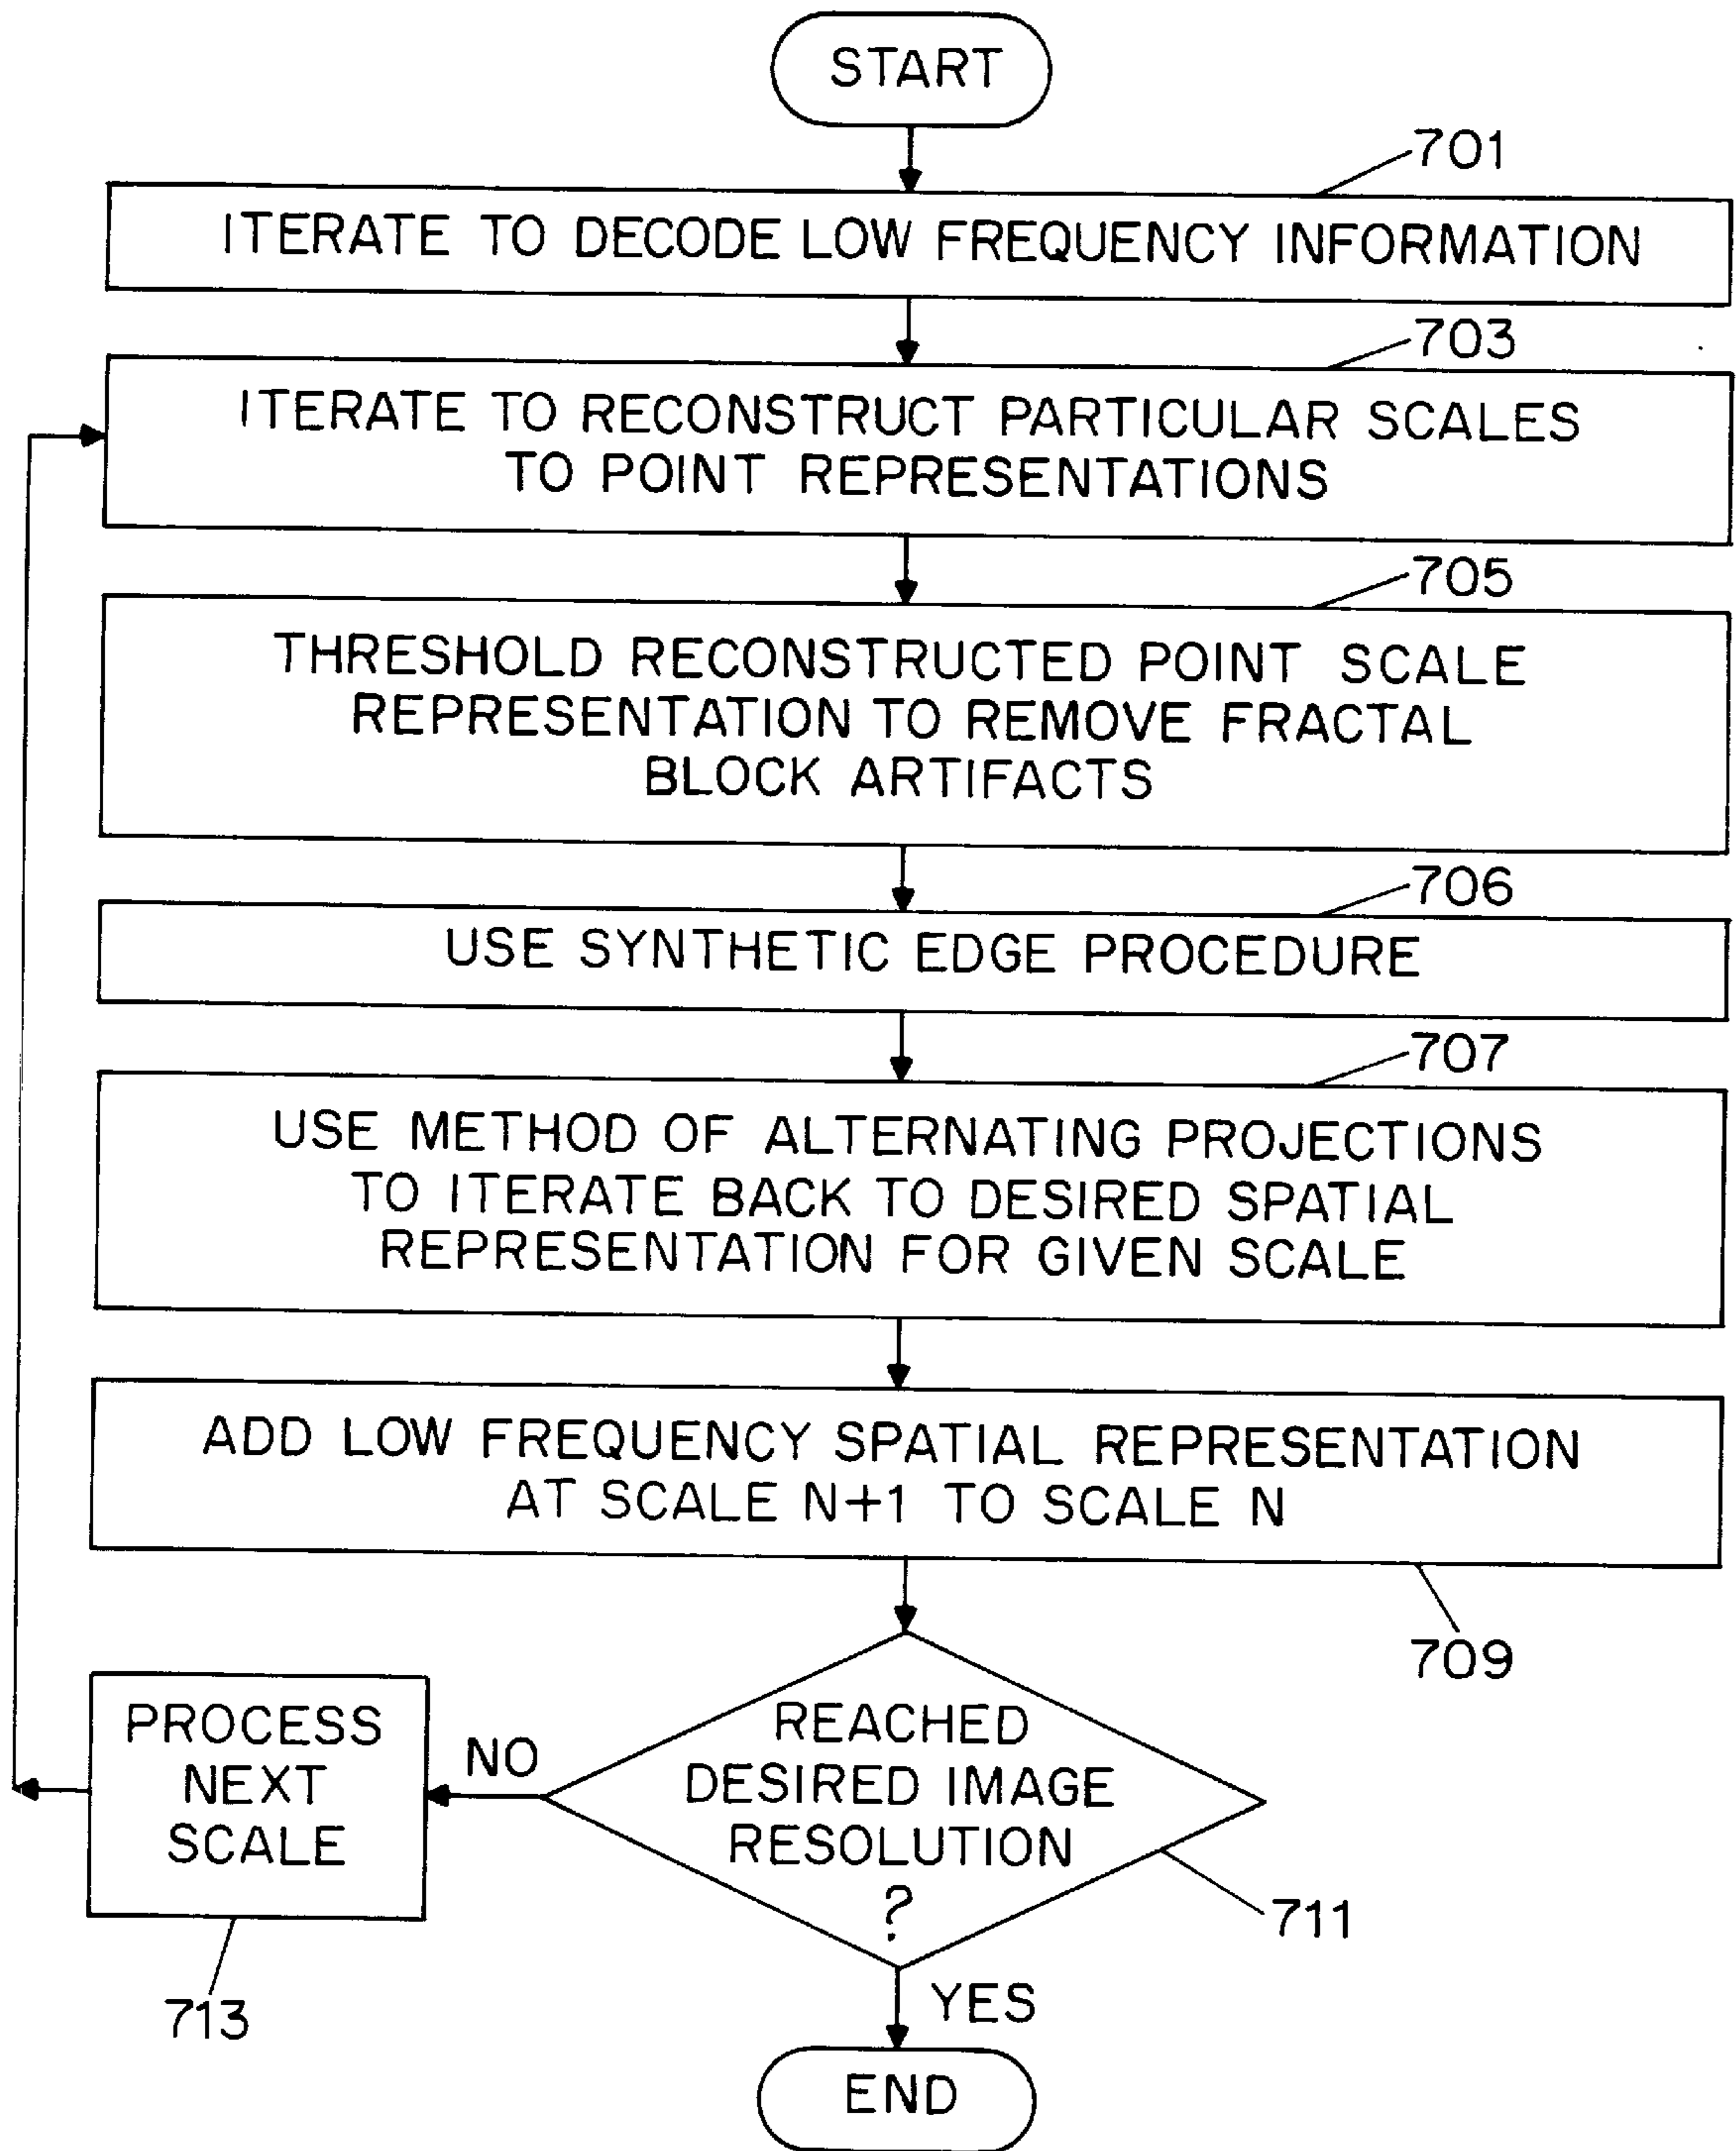 START
701
ITERATE TO DECODE LOW FREQUENCY INFORMATION
703
ITERATE TO RECONSTRUCT PARTICULAR SCALES
TO POINT REPRESENTATIONS
705
THRESHOLD RECONSTRUCTED POINT SCALE
REPRESENTATION TO REMOVE FRACTAL
BLOCK ARTIFACTS
706
USE SYNTHETIC EDGE PROCEDURE
707
USE METHOD OF ALTERNATING PROJECTIONS
TO ITERATE BACK TO DESIRED SPATIAL
REPRESENTATION FOR GIVEN SCALE
ADD LOW FREQUENCY SPATIAL REPRESENTATION
AT SCALE N+1 TO SCALE N
709
REACHED
DESIRED IMAGE
RESOLUTION
?
711
NO
PROCESS
NEXT
SCALE
713
YES
END